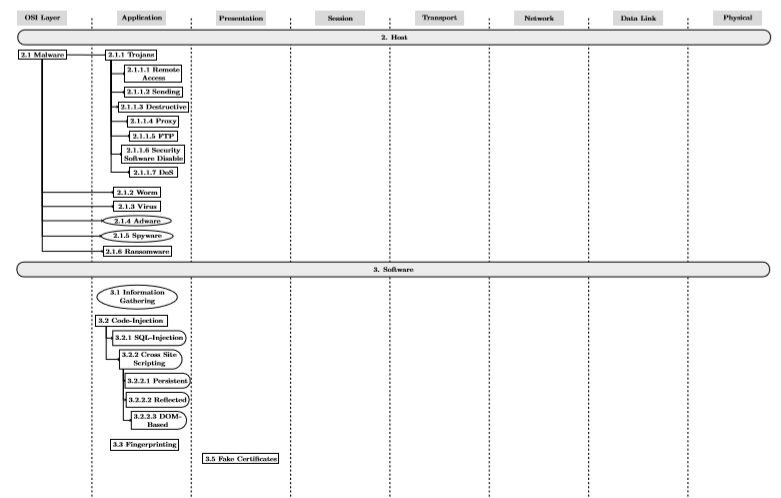 OSI Layer Application Presentation Session Transport Network Data Link Physical
2. Host
2.1 Malware 2.1.1 Trojans
2.1.1.1 Remote
Access
2.1.1.2 Sending
2.1.1.3 Destructive
2.1.1.4 Proxy
2.1.1.5 FTP
2.1.1.6 Security
Software Disable
2.1.1.7 DoS
2.1.2 Worm
2.1.3 Virus
2.1.4 Adware
2.1.5 Spyware
2.1.6 Ransomware
3. Software
3.1 Information
Gathering
3.2 Code-Injection
3.2.1 SQL-Injection
3.2.2 Cross Site
Scripting
3.2.2.1 Persistent
3.2.2.2 Reflected
3.2.2.3 DOM-
Based
3.3 Fingerprinting
3.5 Fake Certificates